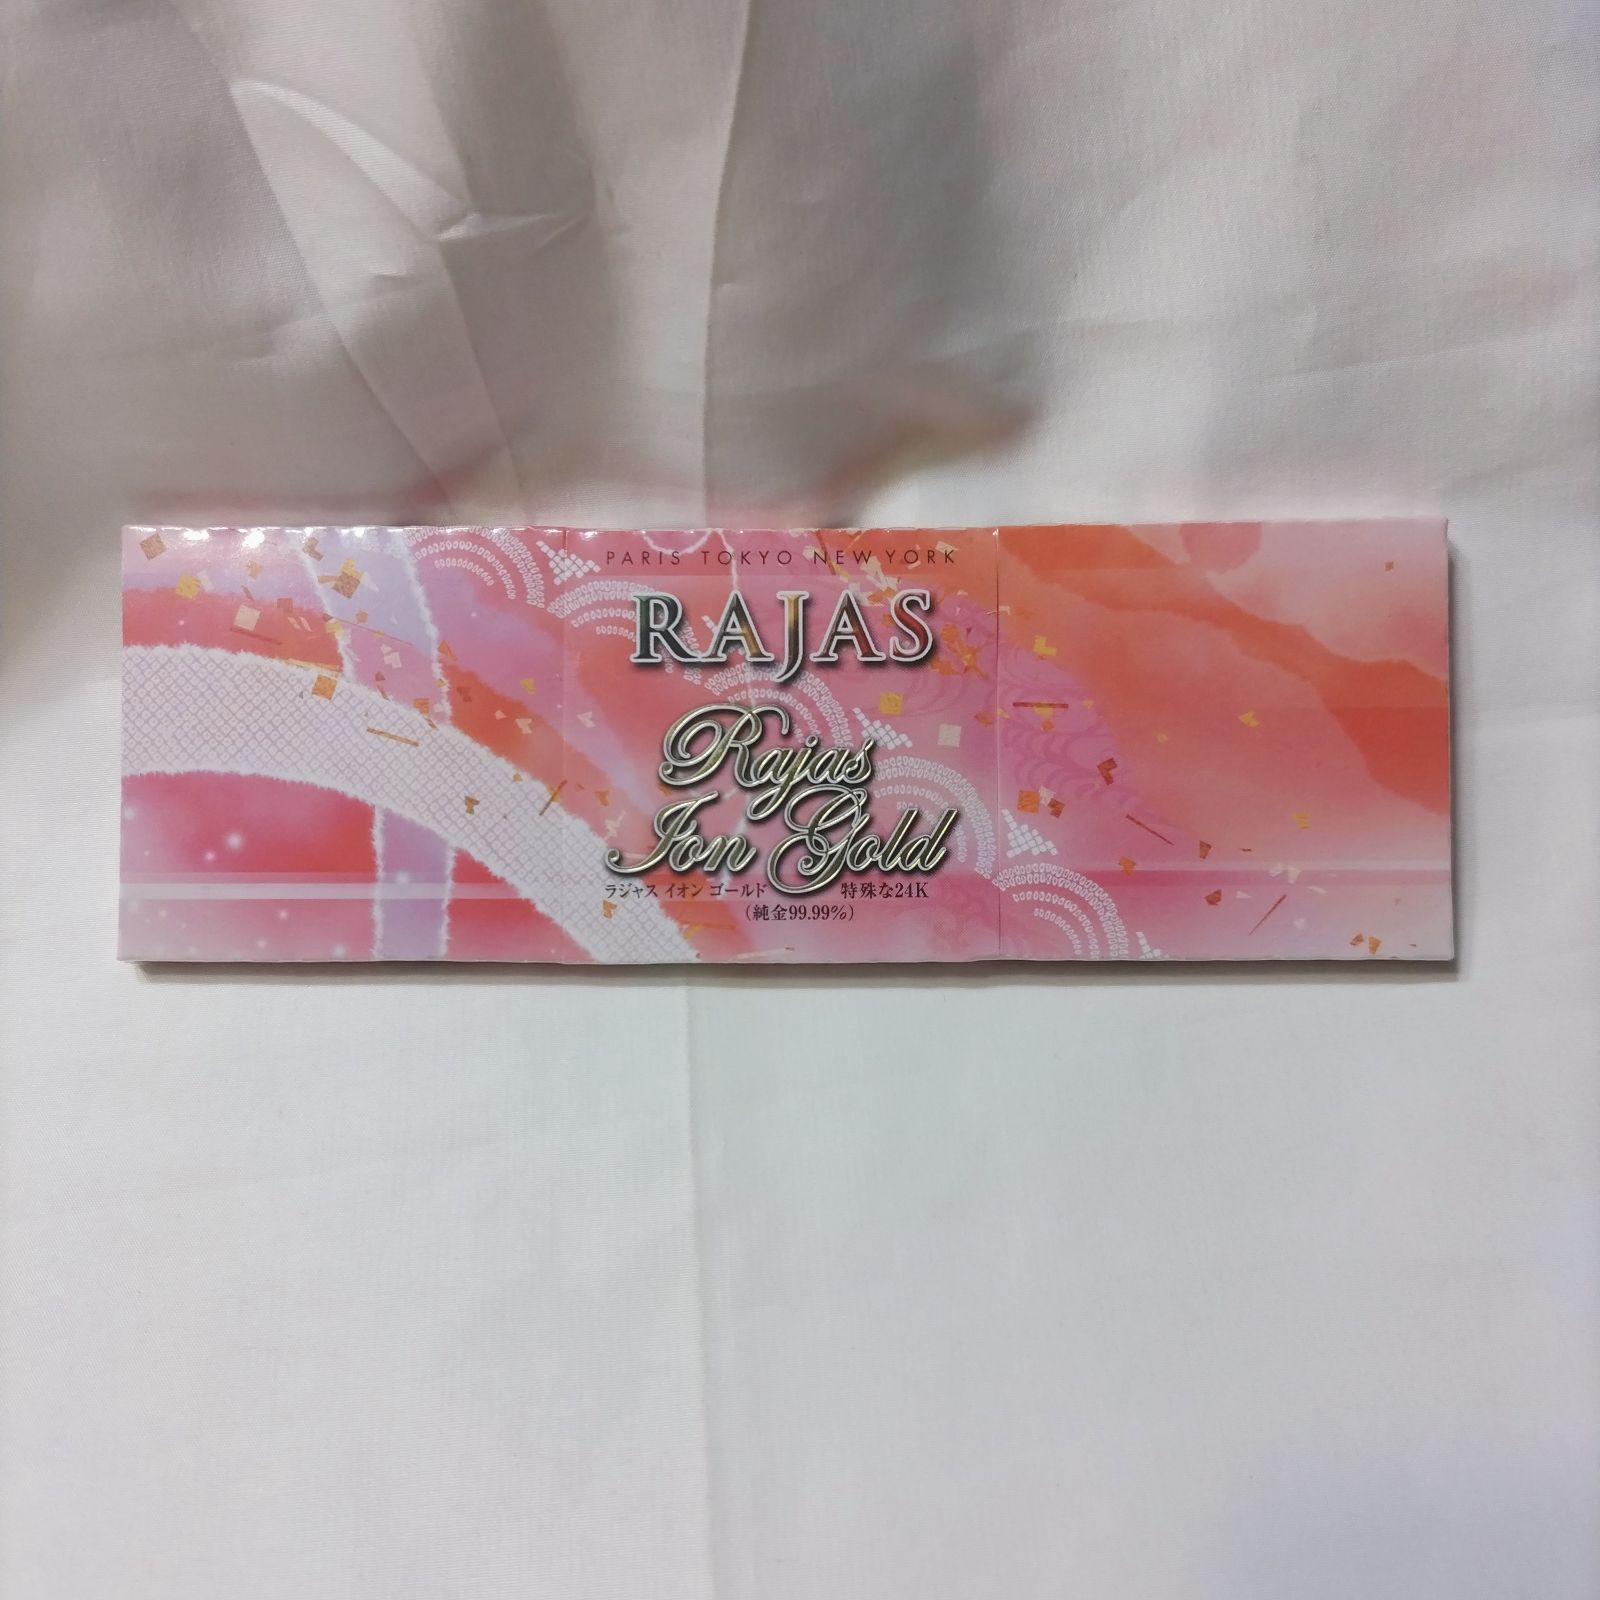 PARIS TOKYO NEW YORK
RAJAS
Rajas
Ion Gold
ラジャス イオン ゴールド 特殊な24K
（純金99.99%）